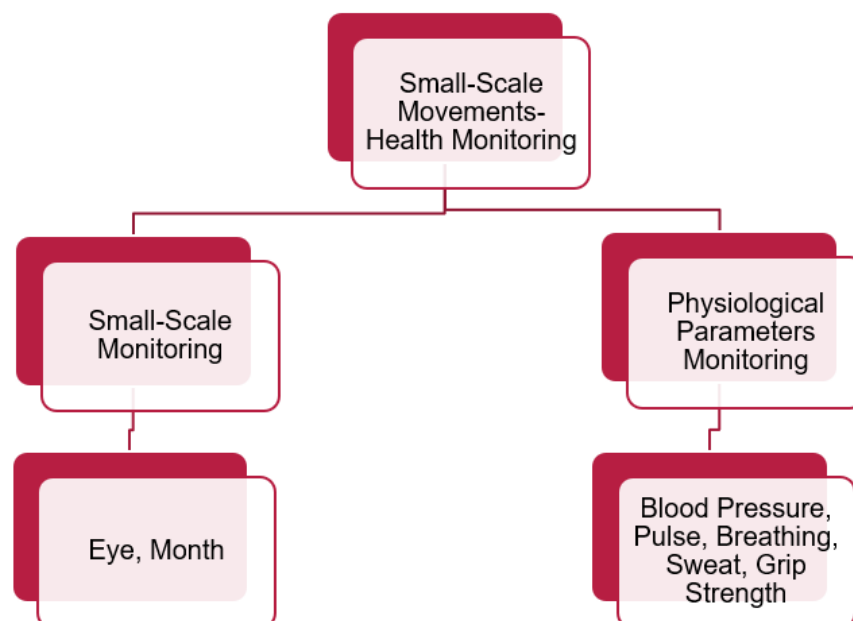 Small-Scale
Movements-
Health Monitoring
Small-Scale
Monitoring
Physiological
Parameters
Monitoring
Eye, Month
Blood Pressure,
Pulse, Breathing,
Sweat, Grip
Strength